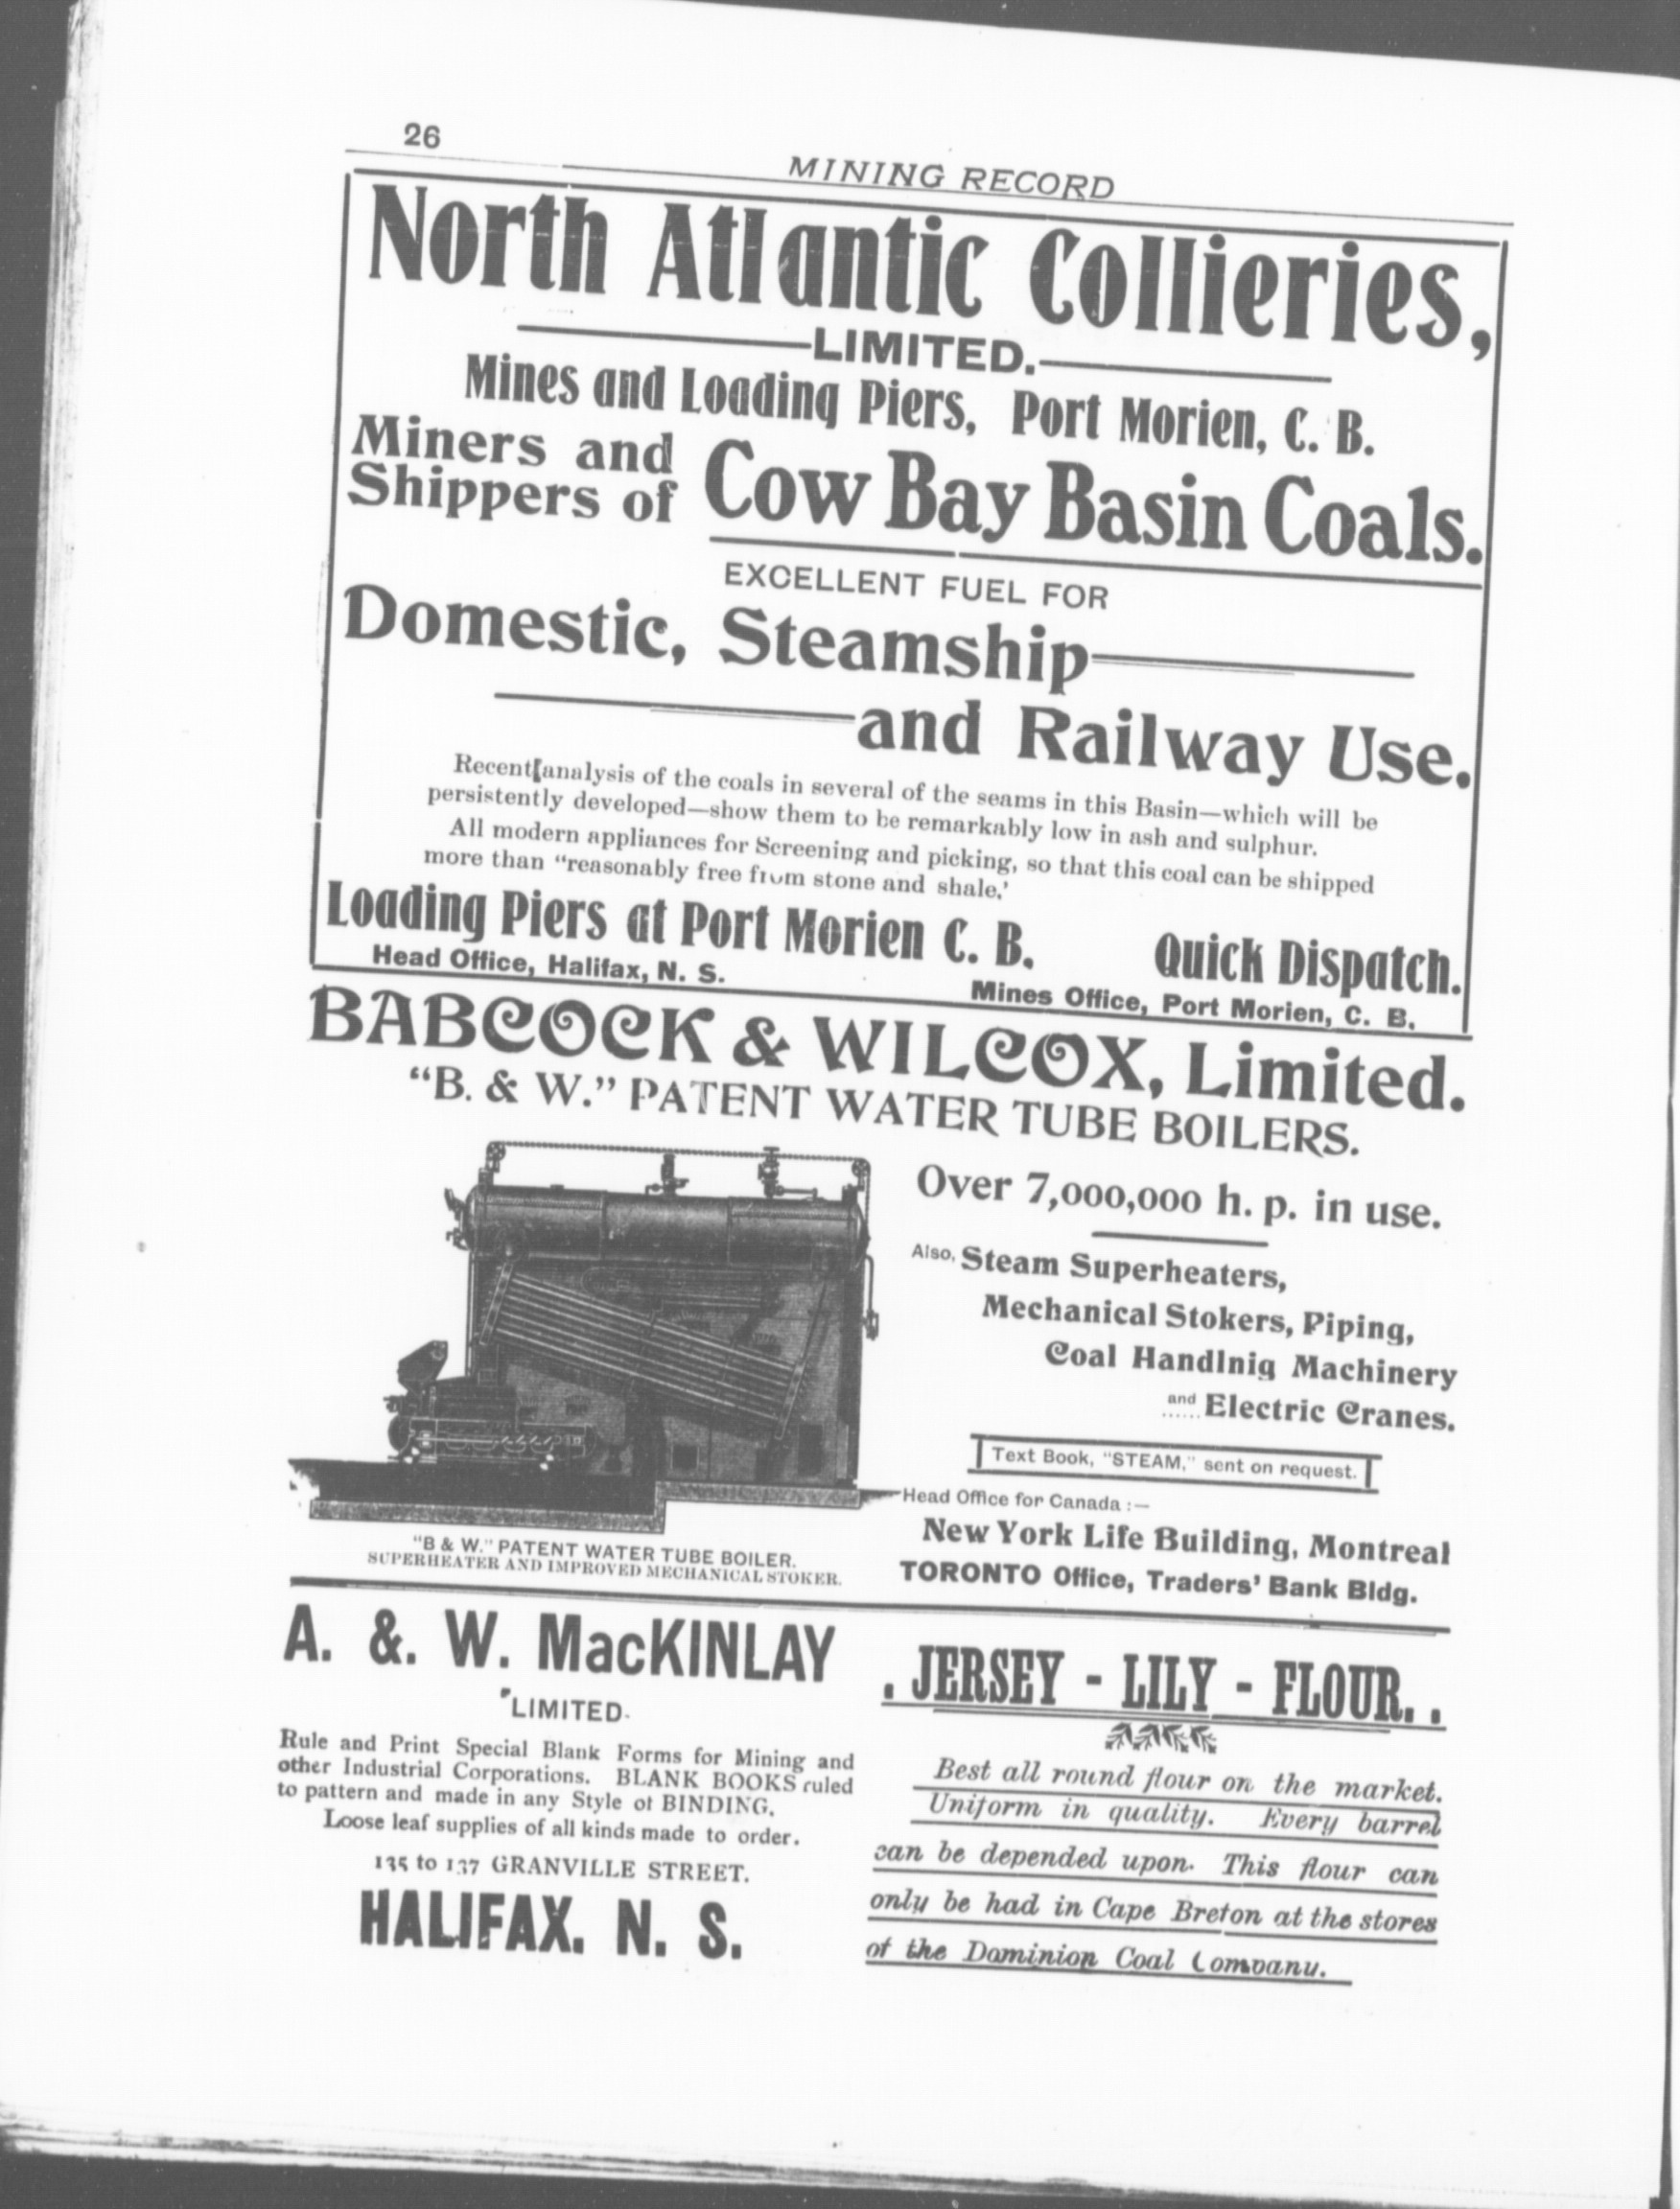 26
MINING RECORD
North Atlantic Collieries,
LIMITED.
Mines and Loading Piers, Port Morien, C. B.
Miners and
Shippers of
Cow Bay Basin Coals.
EXCELLENT FUEL FOR
Domestic, Steamship
and Railway Use.
Recent analysis of the coals in several of the seams in this Basin—which will be
persistently developed—show them to be remarkably low in ash and sulphur.
All modern appliances for Screening and picking, so that this coal can be shipped
more than "reasonably free from stone and shale.'
Loading Piers at Port Morien C. B. Quick Dispatch.
Head Office, Halifax, N. S. Mines Office, Port Morien, C. B.
BABCOCK & WILCOX, Limited.
"B. & W." PATENT WATER TUBE BOILERS.
Over 7,000,000 h. p. in use.
Also, Steam Superheaters,
Mechanical Stokers, Piping,
Coal Handlnig Machinery
and Electric Cranes.
Text Book, "STEAM," sent on request.
Head Office for Canada :—
New York Life Building, Montreal
TORONTO Office, Traders' Bank Bldg.
"B & W." PATENT WATER TUBE BOILER.
SUPERHEATER AND IMPROVED MECHANICAL STOKER.
A. &. W. MacKINLAY
LIMITED.
Rule and Print Special Blank Forms for Mining and
other Industrial Corporations. BLANK BOOKS ruled
to pattern and made in any Style of BINDING.
Loose leaf supplies of all kinds made to order.
135 to 137 GRANVILLE STREET.
HALIFAX. N. S.
. JERSEY - LILY - FLOUR. .
Best all round flour on the market.
Uniform in quality. Every barrel
can be depended upon. This flour can
only be had in Cape Breton at the stores
of the Dominion Coal Company.